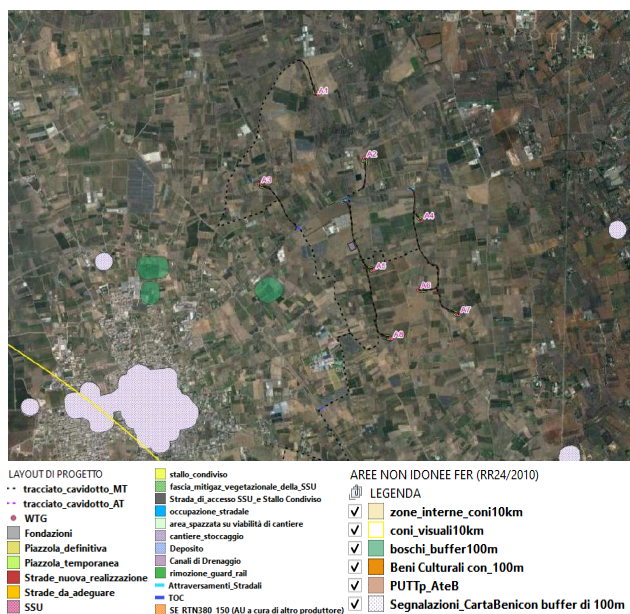 A1
A2
A3
A4
A5
A6
A7
A8
LAYOUT DI PROGETTO
tracciato_cavidotto_MT
tracciato_cavidotto_AT
WTG
Fondazioni
Piazzola_definitiva
Piazzola_temporanea
Strade_nuova_realizzazione
Strade_da_adeguare
SSU
stallo_condiviso
fascia_mitigaz_vegetazionale_della_SSU
Strada_di_accesso SSU_e Stallo Condiviso
occupazione_stradale
area_spazzata su viabilità di cantiere
cantiere_stoccaggio
Deposito
Canali di Drenaggio
rimozione_guard_rail
Attraversamenti_Stradali
TOC
SE RTN380_150 (AU a cura di altro produttore)
AREE NON IDONEE FER (RR24/2010)
LEGENDA
zone_interne_coni10km
coni_visuali10km
boschi_buffer100m
Beni Culturali con_100m
PUTTp_AteB
Segnalazioni_CartaBenicon buffer di 100m